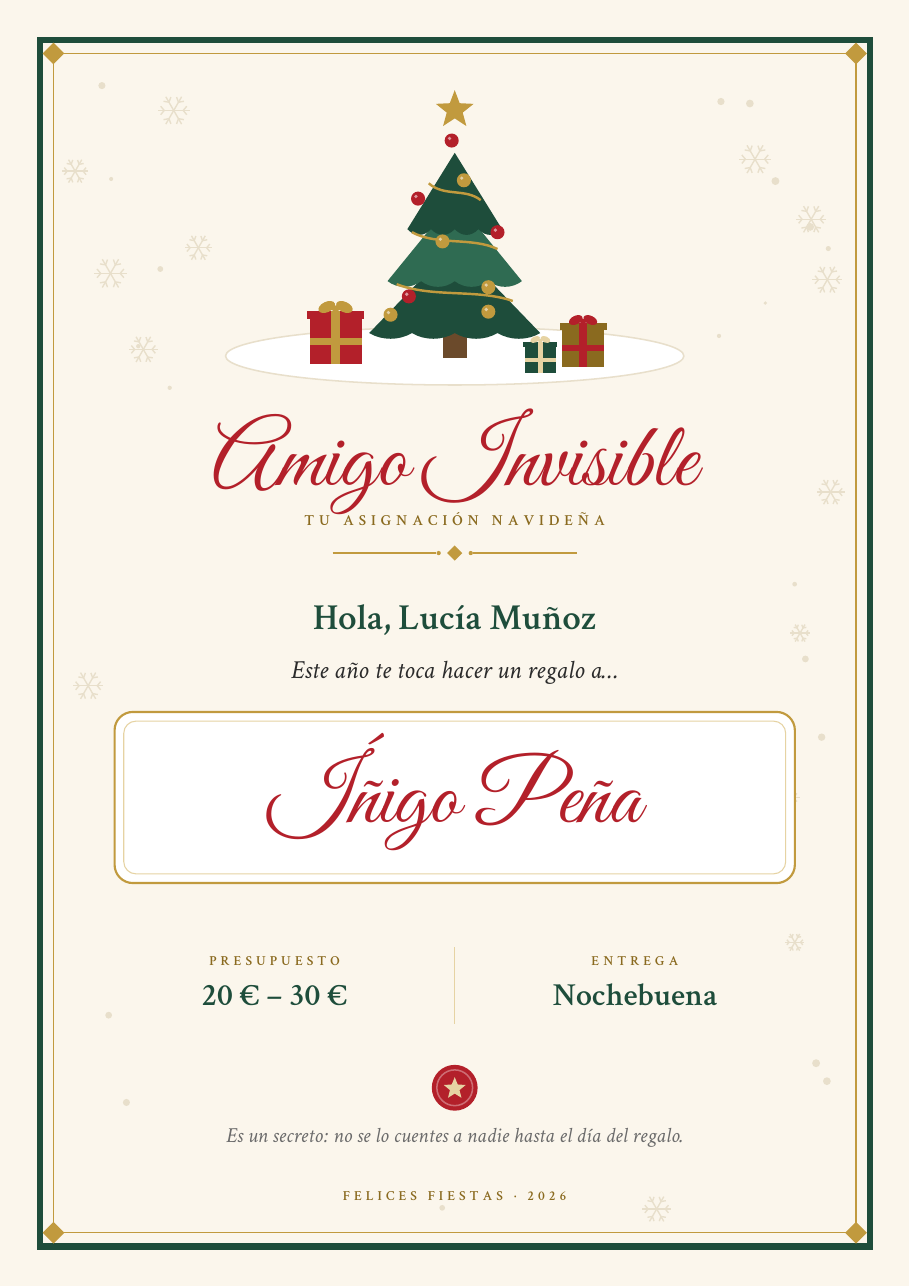 Amigo Invisible
TU ASIGNACIÓN NAVIDEÑA
Hola, Lucía Muñoz
Este año te toca hacer un regalo a...
Íñigo Peña
PRESUPUESTO
20 € – 30 €
ENTREGA
Nochebuena
Es un secreto: no se lo cuentes a nadie hasta el día del regalo.
FELICES FIESTAS · 2026